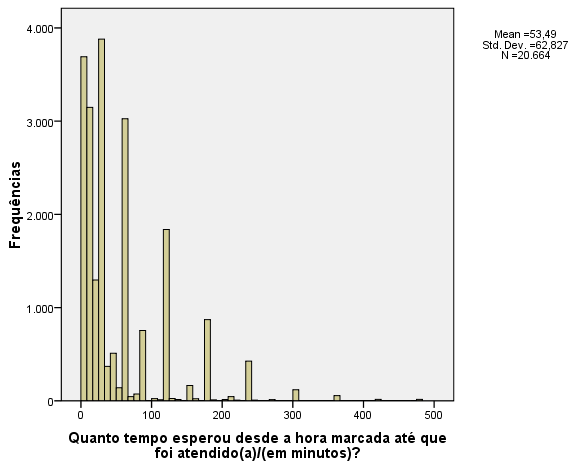 Mean =53,49
Std. Dev. =62,827
N =20.664
4.000
3.000
2.000
1.000
0
Frequências
0
100
200
300
400
500
Quanto tempo esperou desde a hora marcada até que
foi atendido(a)/(em minutos)?